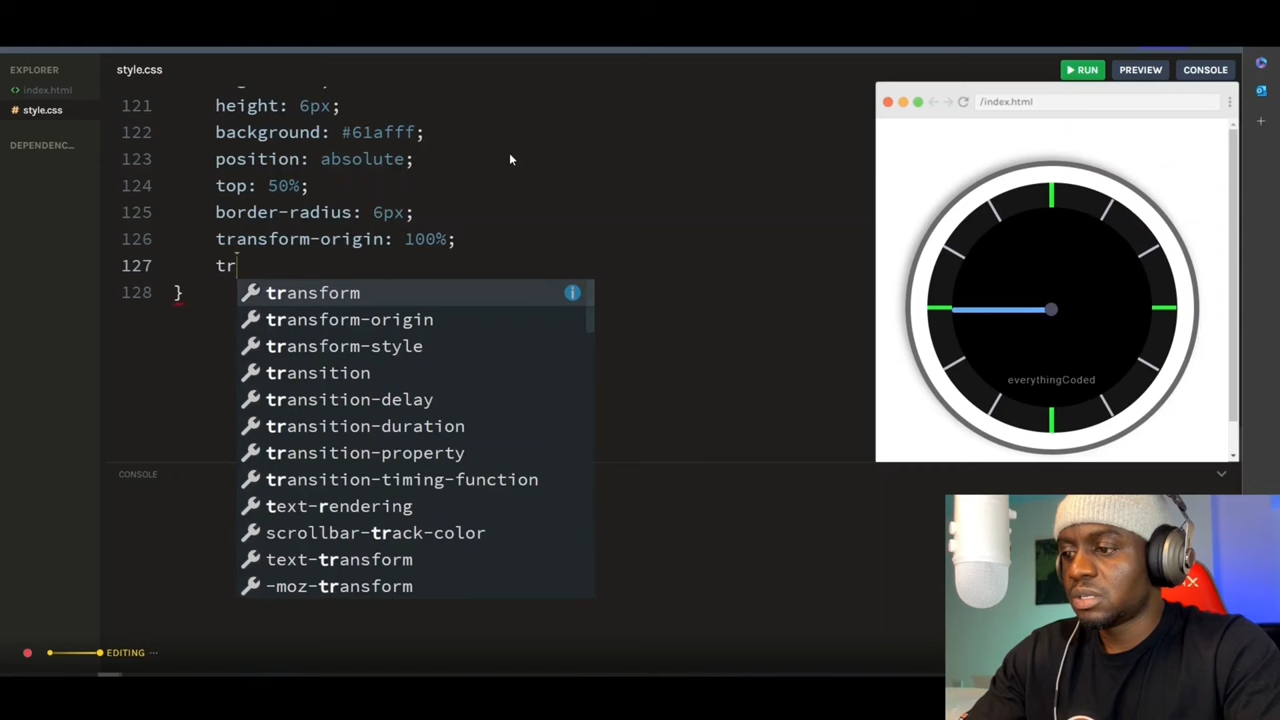 EXPLORER
index.html
# style.css
DEPENDENC...
style.css
RUN
PREVIEW
CONSOLE
121 height: 6px;
122 background: #61afff;
123 position: absolute;
124 top: 50%;
125 border-radius: 6px;
126 transform-origin: 100%;
127 tr
128 }
transform
transform-origin
transform-style
transition
transition-delay
transition-duration
transition-property
transition-timing-function
text-rendering
scrollbar-track-color
text-transform
-moz-transform
/index.html
everythingCoded
CONSOLE
EDITING ...